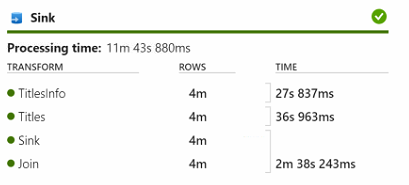 Sink
Processing time: 11m 43s 880ms
TRANSFORM ROWS TIME
TitlesInfo 4m 27s 837ms
Titles 4m 36s 963ms
Sink 4m
Join 4m 2m 38s 243ms